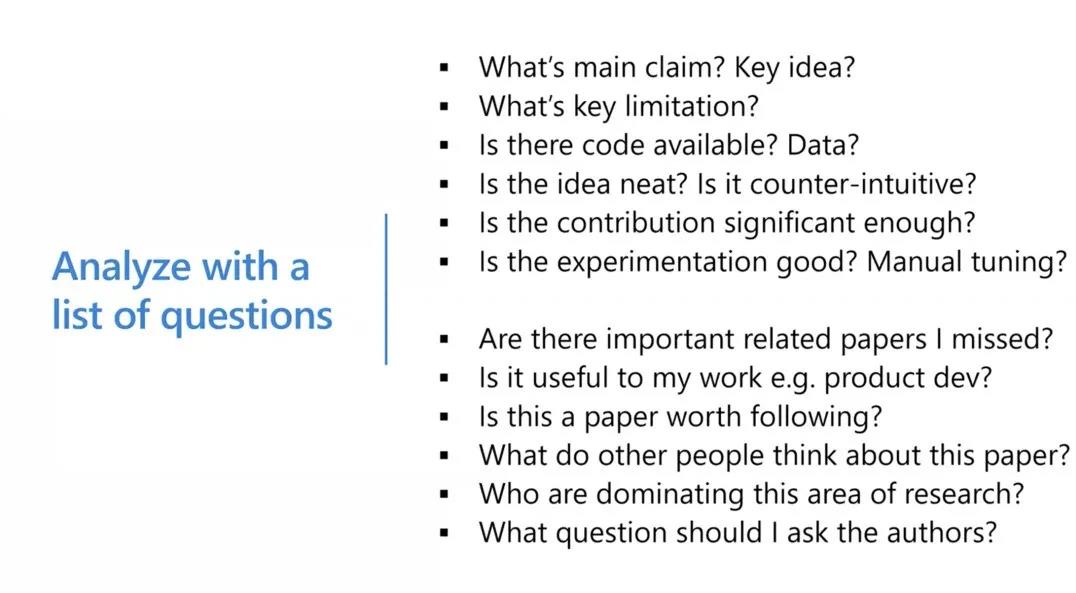 Analyze with a
list of questions
▪ What's main claim? Key idea?
▪ What's key limitation?
▪ Is there code available? Data?
▪ Is the idea neat? Is it counter-intuitive?
▪ Is the contribution significant enough?
▪ Is the experimentation good? Manual tuning?
▪ Are there important related papers I missed?
▪ Is it useful to my work e.g. product dev?
▪ Is this a paper worth following?
▪ What do other people think about this paper?
▪ Who are dominating this area of research?
▪ What question should I ask the authors?